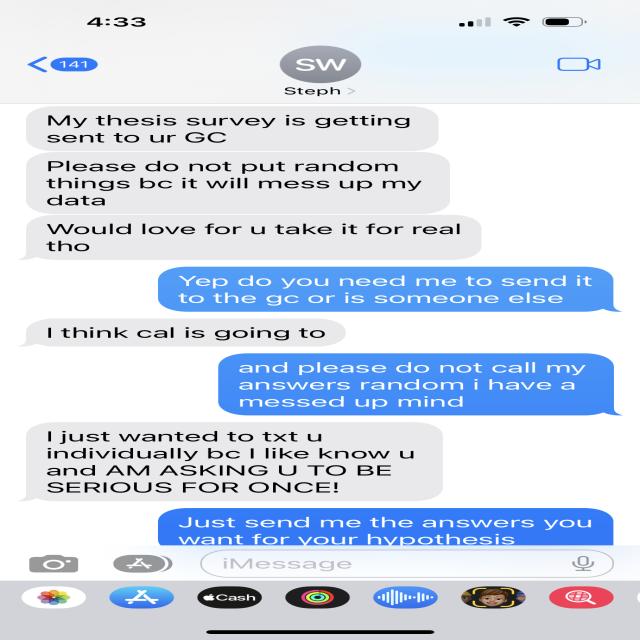 4:33
141
SW
Steph >
My thesis survey is getting
sent to ur GC
Please do not put random
things bc it will mess up my
data
Would love for u take it for real
tho
Yep do you need me to send it
to the gc or is someone else
I think cal is going to
and please do not call my
answers random i have a
messed up mind
I just wanted to txt u
individually bc I like know u
and AM ASKING U TO BE
SERIOUS FOR ONCE!
Just send me the answers you
want for your hypothesis
iMessage
Cash